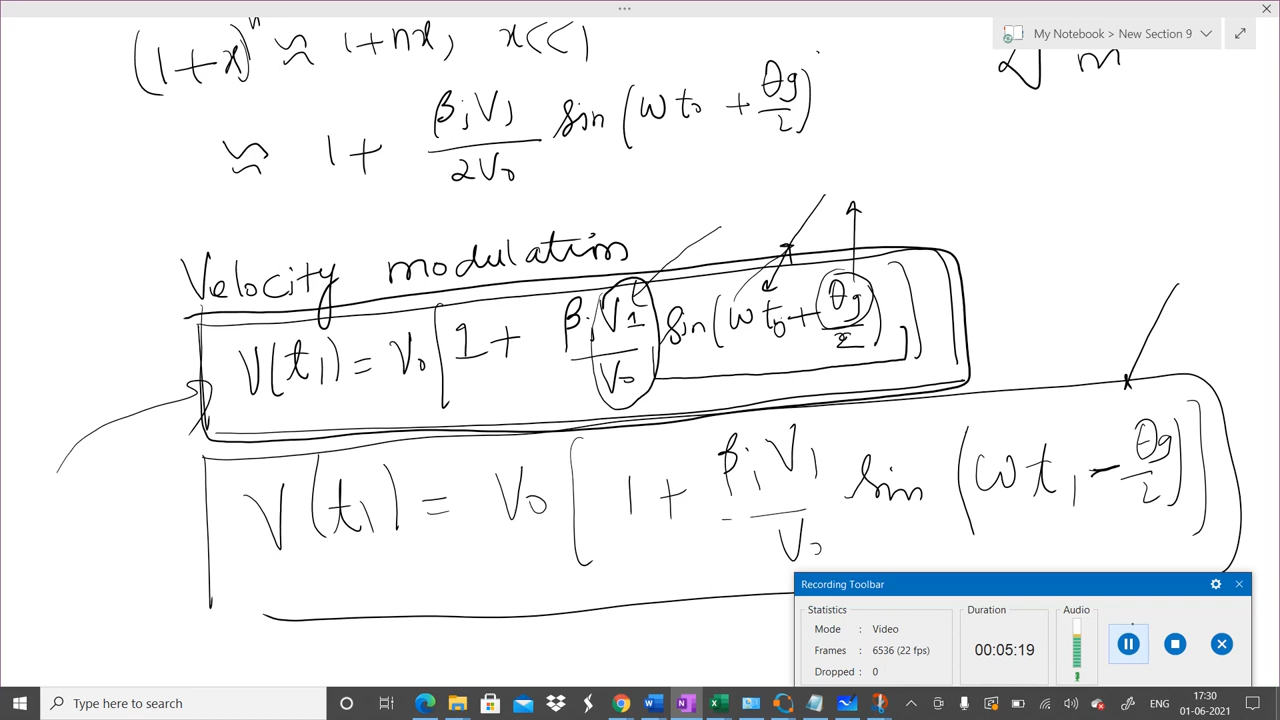 (1+x)^n ≈ 1+nx, x<<1
My Notebook > New Section 9
m
≈ 1 + βiV1/2V0 sin(ωt0 + θg/2)
Velocity modulation
V(t1) = V0[1 + βiV1/V0 sin(ωt0 + θg/2)]
V(t1) = V0[1 + βiV1/V0 sin(ωt1 - θg/2)]
Recording Toolbar
Statistics Duration Audio
Mode : Video
Frames : 6536 (22 fps)
00:05:19
Dropped : 0
Type here to search
17:30
01-06-2021